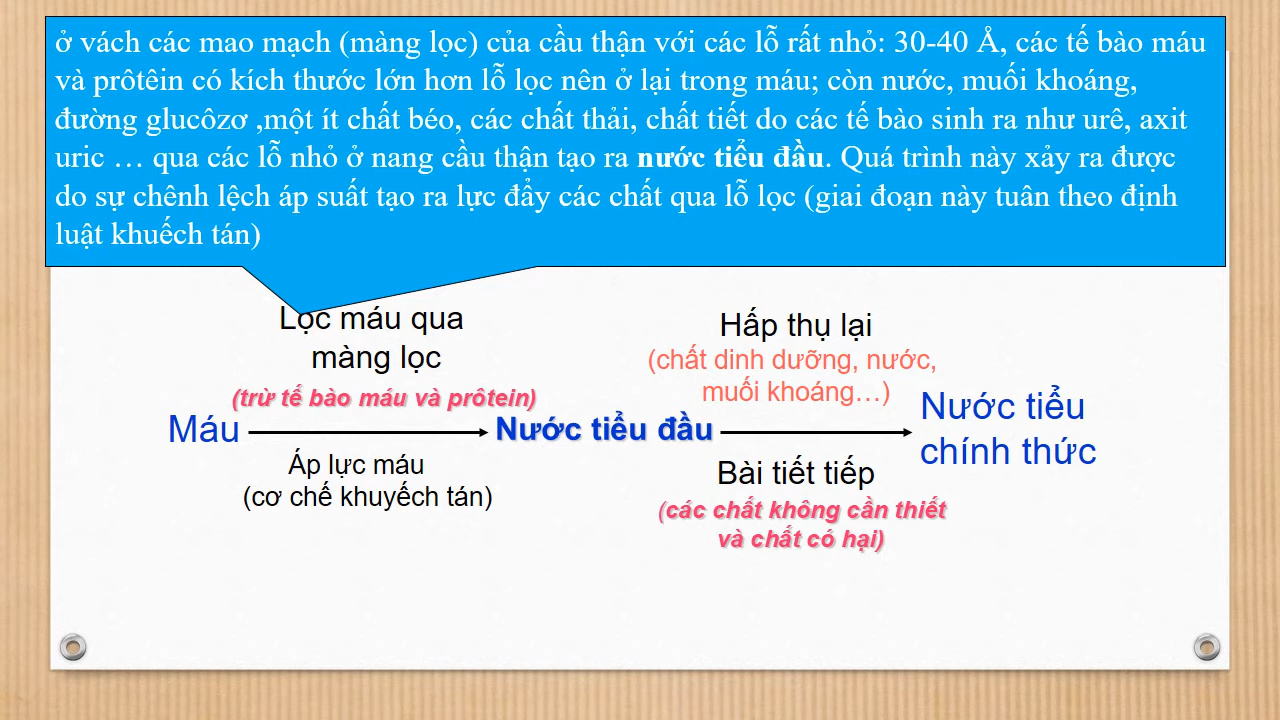 ở vách các mao mạch (màng lọc) của cầu thận với các lỗ rất nhỏ: 30-40 Å, các tế bào máu
và prôtêin có kích thước lớn hơn lỗ lọc nên ở lại trong máu; còn nước, muối khoáng,
đường glucôzơ ,một ít chất béo, các chất thải, chất tiết do các tế bào sinh ra như urê, axit
uric … qua các lỗ nhỏ ở nang cầu thận tạo ra nước tiểu đầu. Quá trình này xảy ra được
do sự chênh lệch áp suất tạo ra lực đẩy các chất qua lỗ lọc (giai đoạn này tuân theo định
luật khuếch tán)
Lọc máu qua
màng lọc
(trừ tế bào máu và prôtein)
Máu
Áp lực máu
(cơ chế khuyếch tán)
Nước tiểu đầu
Hấp thụ lại
(chất dinh dưỡng, nước,
muối khoáng…)
Bài tiết tiếp
(các chất không cần thiết
và chất có hại)
Nước tiểu
chính thức